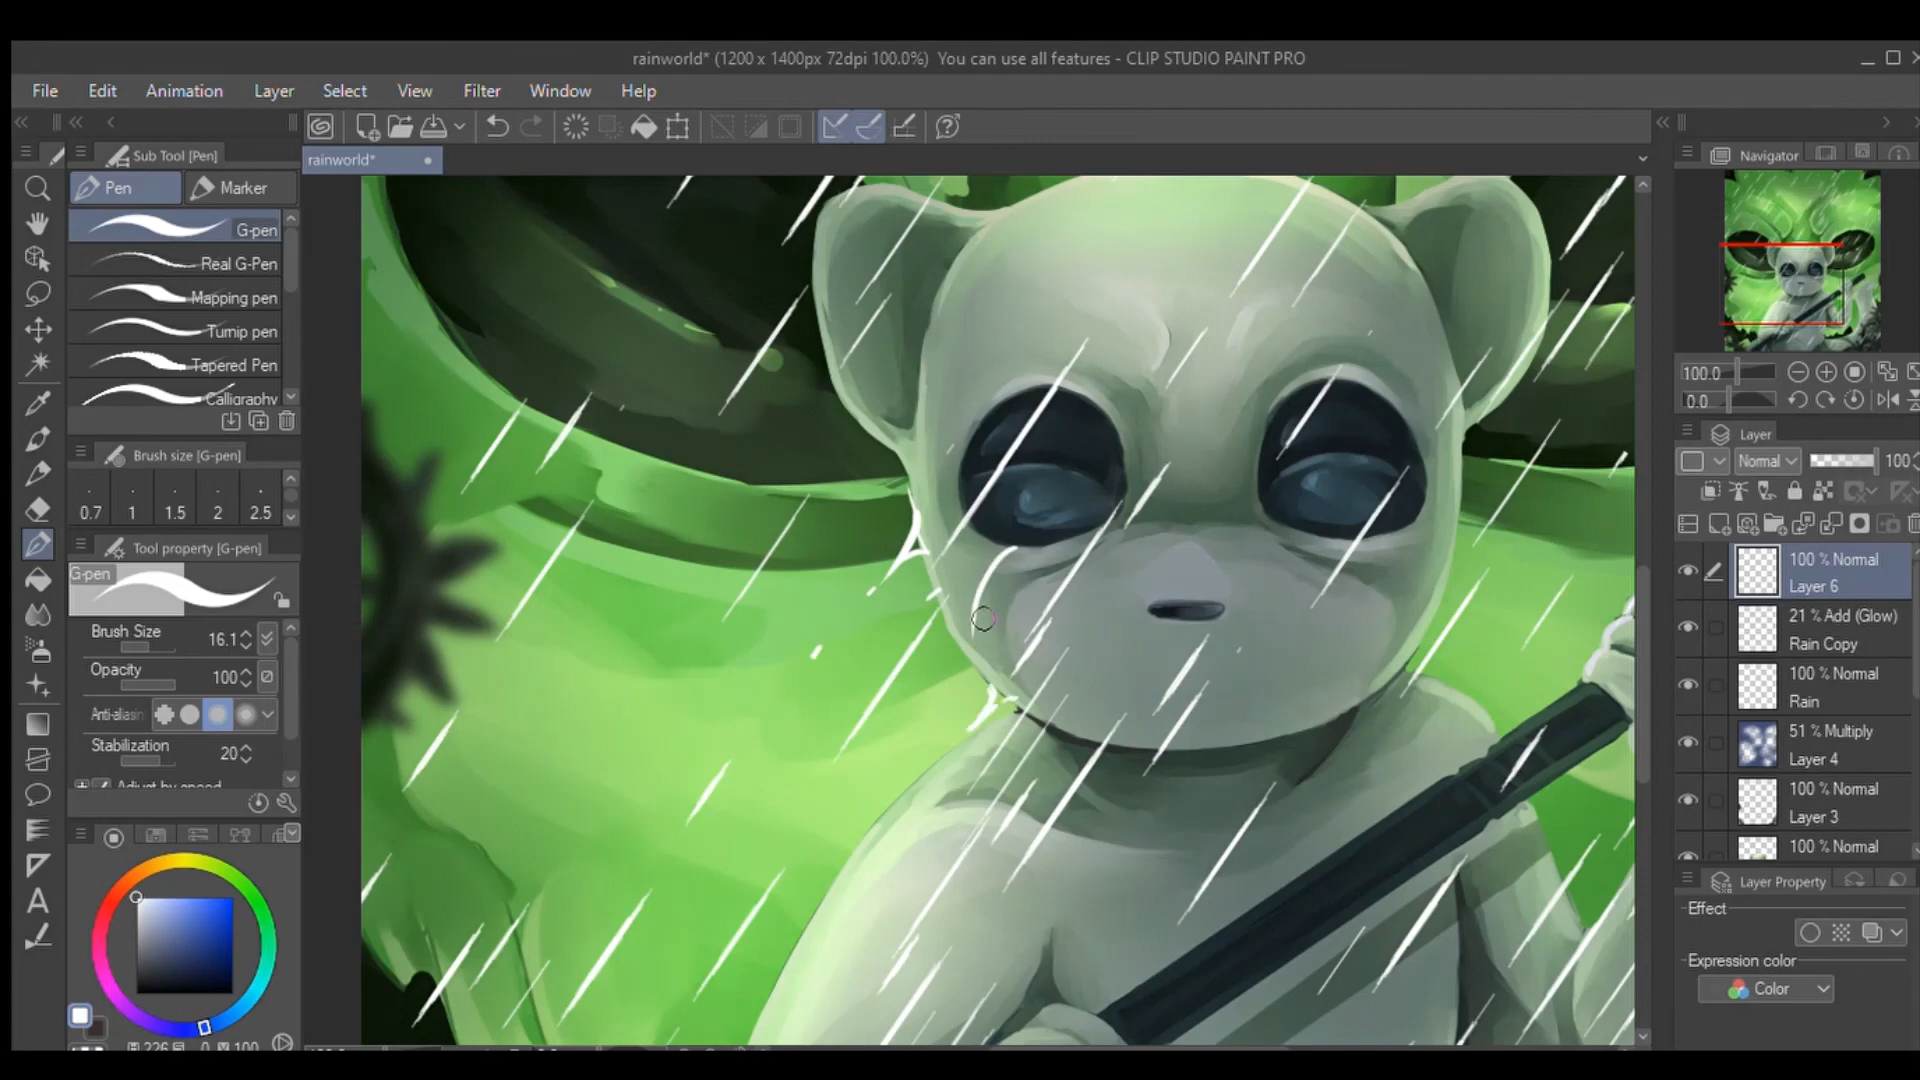 rainworld* (1200 x 1400px 72dpi 100.0%) You can use all features - CLIP STUDIO PAINT PRO
File Edit Animation Layer Select View Filter Window Help
Sub Tool [Pen]
rainworld*
Navigator
Pen Marker
G-pen
Real G-Pen
Mapping pen
Turnip pen
Tapered Pen
Calligraphy
Brush size [G-pen]
0.7 1 1.5 2 2.5
Tool property [G-pen]
G-pen
Brush Size 16.1
Opacity 100
Anti-aliasin
Stabilization 20
Adjust by speed
100.0
0.0
Layer
Normal 100
100 % Normal
Layer 6
21 % Add (Glow)
Rain Copy
100 % Normal
Rain
51 % Multiply
Layer 4
100 % Normal
Layer 3
100 % Normal
Layer Property
Effect
Expression color
Color